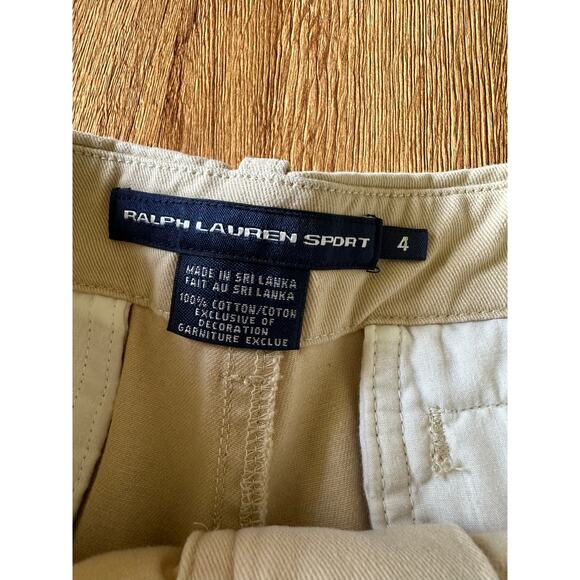 RALPH LAUREN SPORT
4
MADE IN SRI LANKA
FAIT AU SRI LANKA
100% COTTON/COTON
EXCLUSIVE OF
DECORATION
GARNITURE EXCLUE